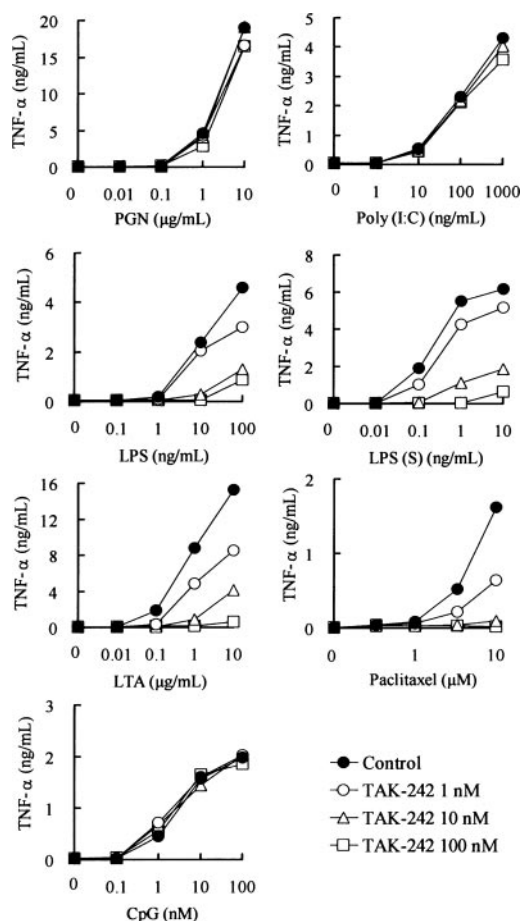 20
15
10
5
0
TNF-α (ng/mL)
0 0.01 0.1 1 10
PGN (µg/mL)
5
4
3
2
1
0
TNF-α (ng/mL)
0 1 10 100 1000
Poly (I:C) (ng/mL)
6
4
2
0
TNF-α (ng/mL)
0 0.1 1 10 100
LPS (ng/mL)
8
6
4
2
0
TNF-α (ng/mL)
0 0.01 0.1 1 10
LPS (S) (ng/mL)
16
12
8
4
0
TNF-α (ng/mL)
0 0.01 0.1 1 10
LTA (µg/mL)
2
1
0
TNF-α (ng/mL)
0 1 10
Paclitaxel (µM)
3
2
1
0
TNF-α (ng/mL)
0 0.1 1 10 100
CpG (nM)
Control
TAK-242 1 nM
TAK-242 10 nM
TAK-242 100 nM